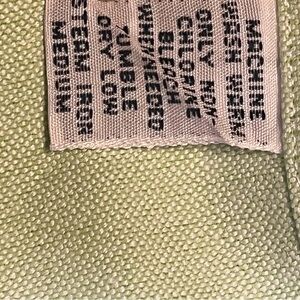 MACHINE
WASH WARM
ONLY NON-
CHLORINE
BLEACH
WHEN NEEDED
TUMBLE
DRY LOW
STEAM IRON
MEDIUM